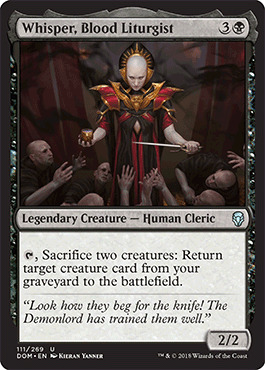 Whisper, Blood Liturgist 3
Legendary Creature — Human Cleric
, Sacrifice two creatures: Return
target creature card from your
graveyard to the battlefield.
“Look how they beg for the knife! The
Demonlord has trained them well.”
2/2
111/269 U
DOM • EN KIERAN YANNER
™ & © 2018 Wizards of the Coast